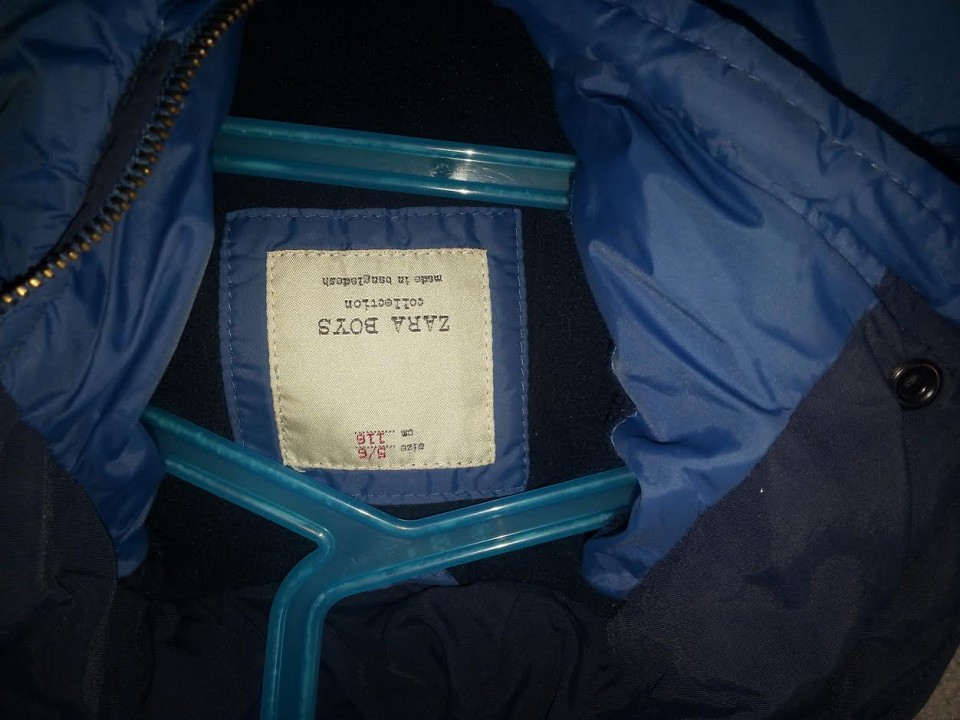 size ........5/6
cm ........116
ZARA BOYS
collection
made in bangladesh